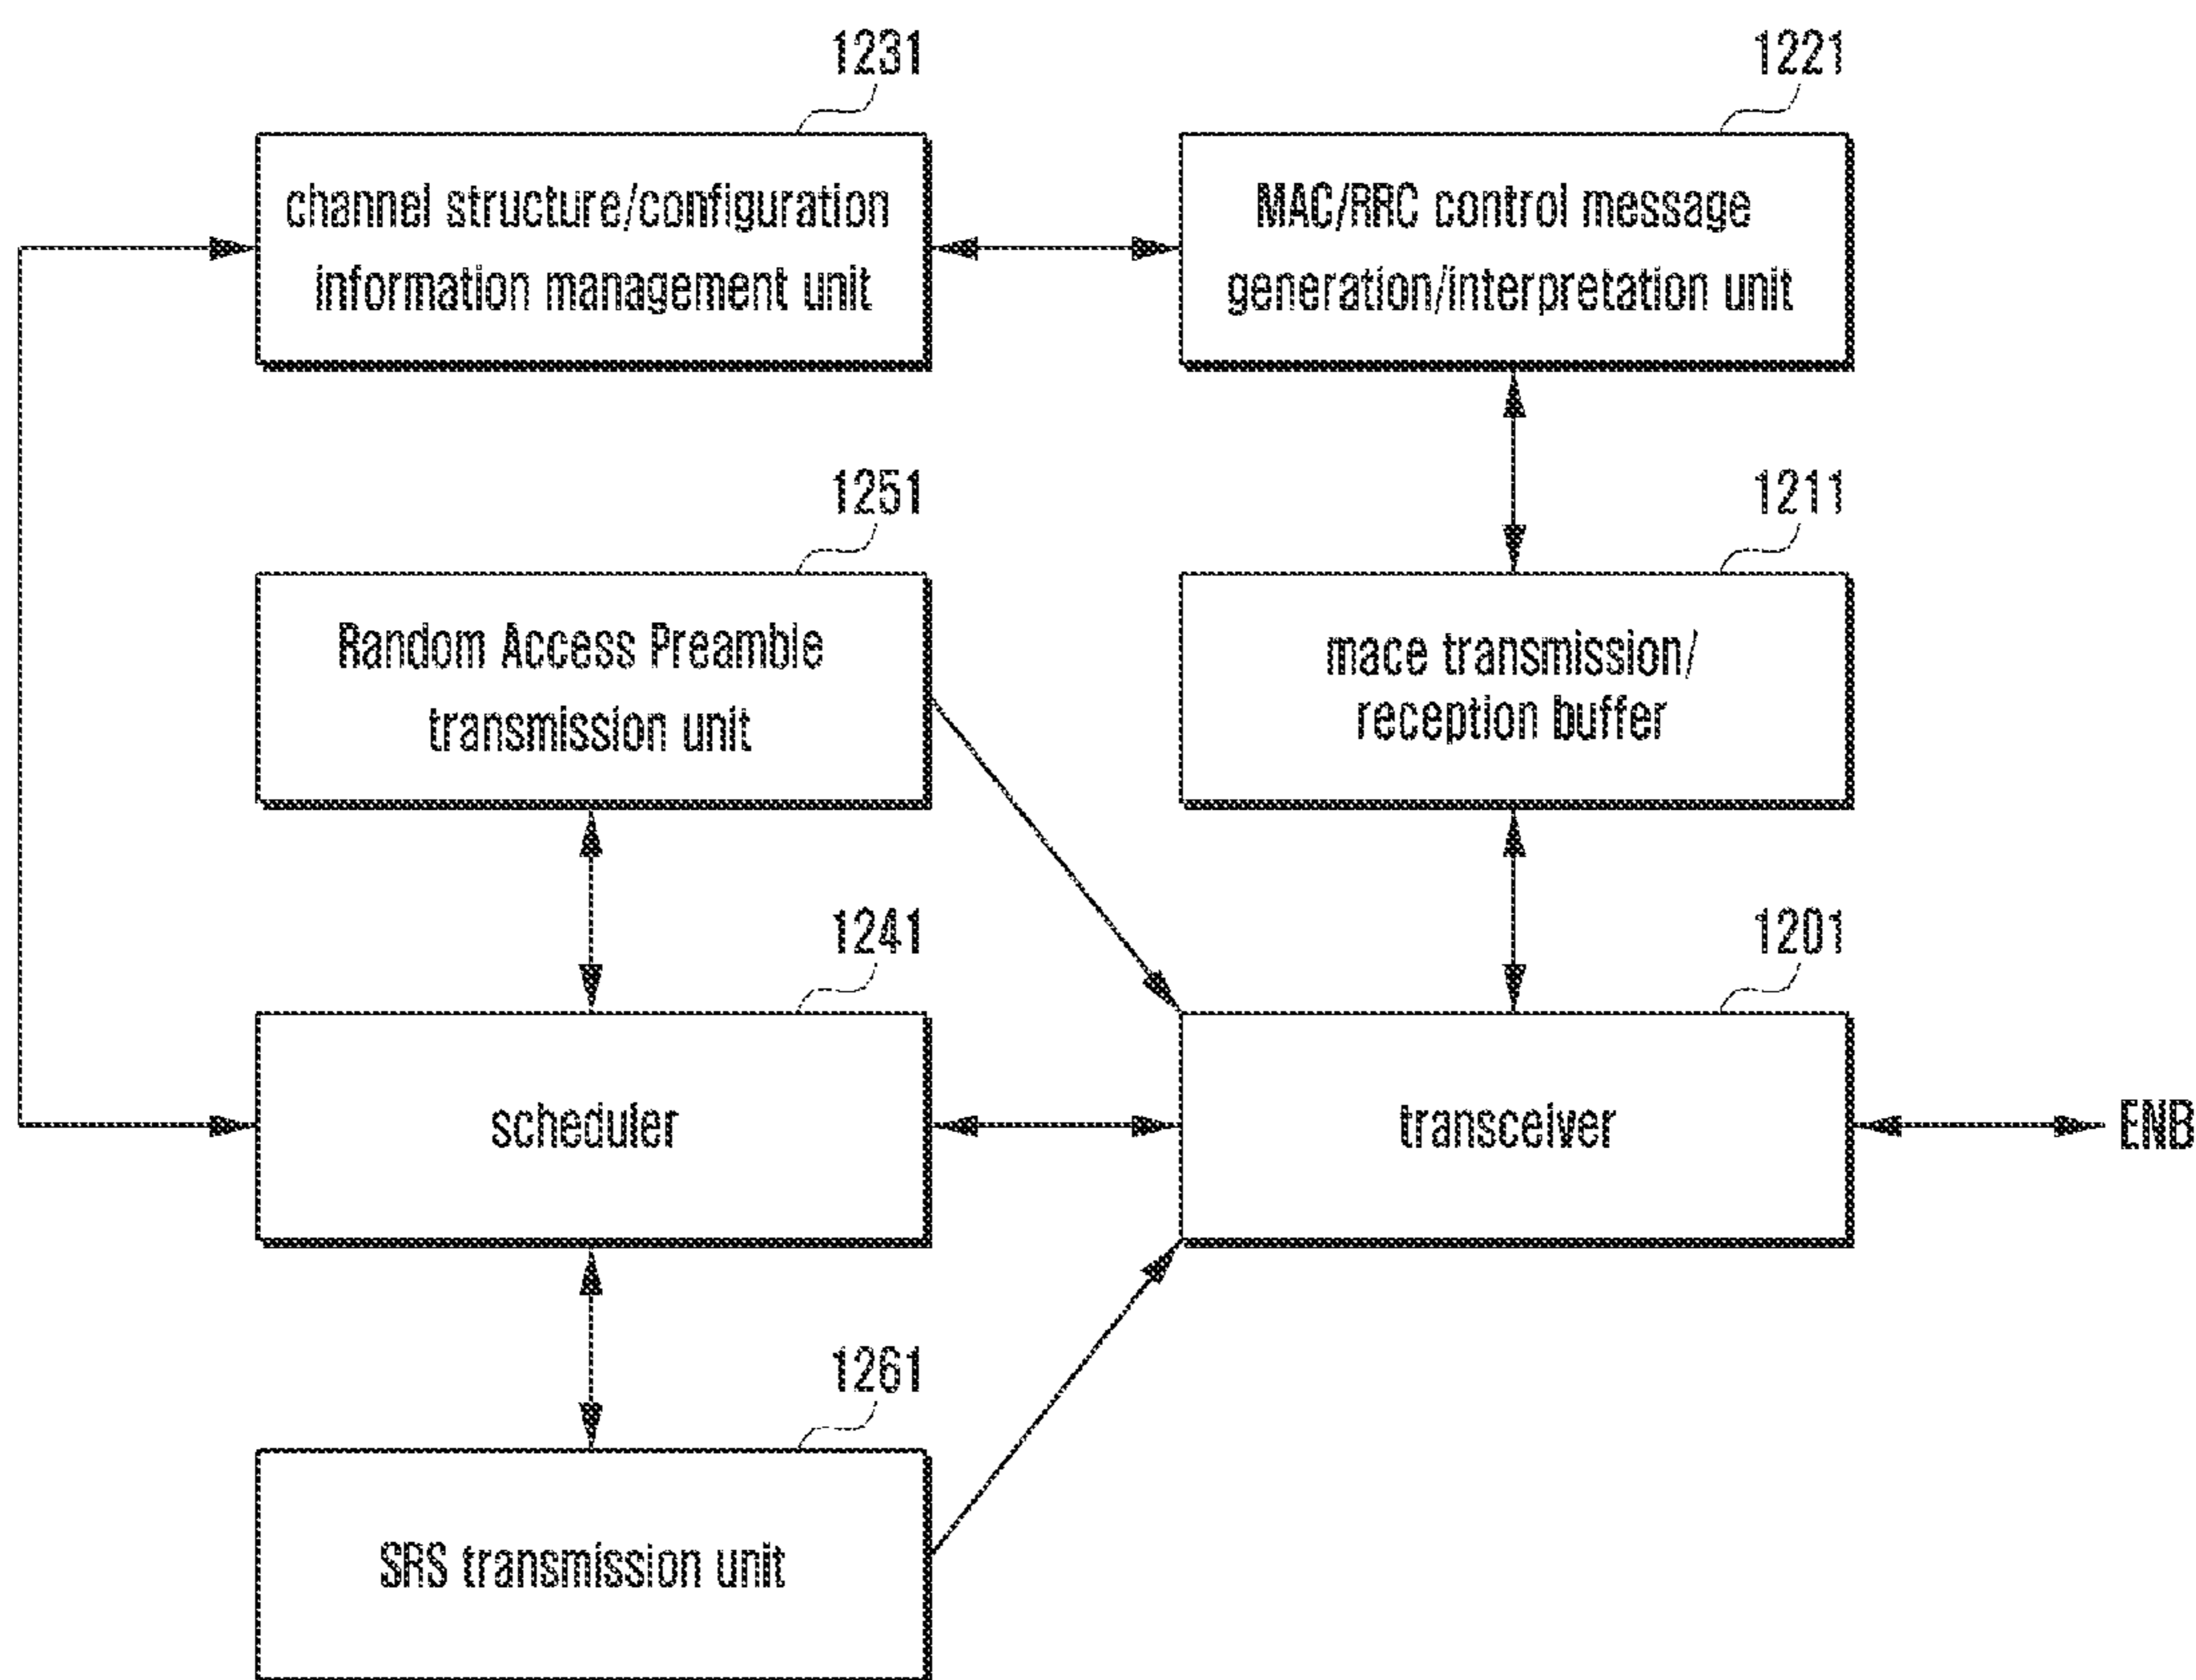 1231
1221
channel structure/configuration
information management unit
MAC/RRC control message
generation/interpretation unit
1251
1211
Random Access Preamble
transmission unit
mace transmission/
reception buffer
1241
1201
scheduler
transceiver
ENB
1261
SRS transmission unit